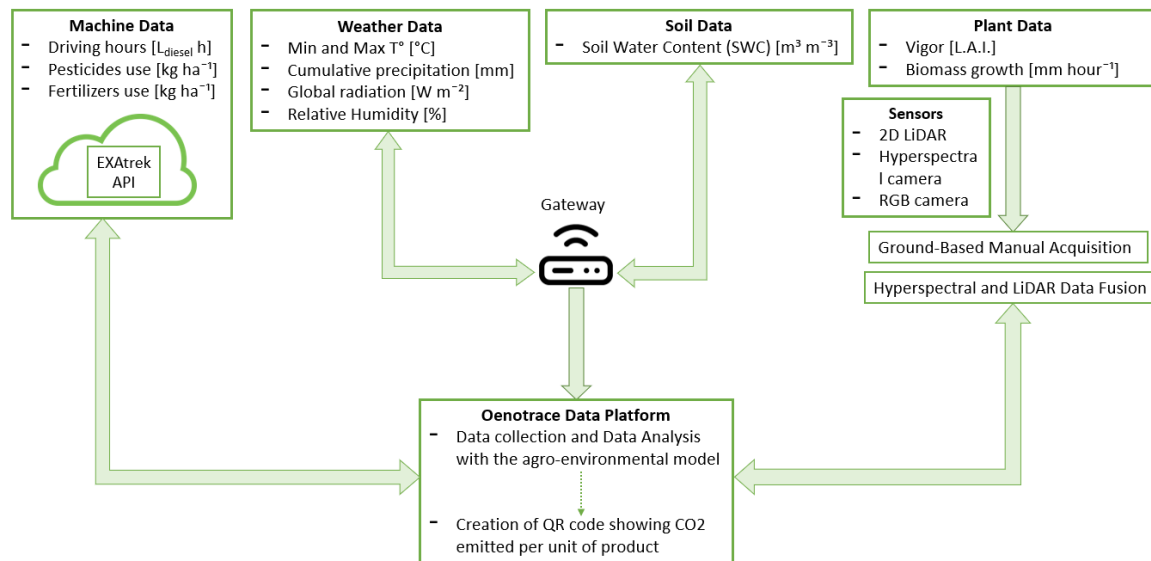 Machine Data
- Driving hours [L_diesel h]
- Pesticides use [kg ha⁻¹]
- Fertilizers use [kg ha⁻¹]
EXAtrek
API
Weather Data
- Min and Max T° [°C]
- Cumulative precipitation [mm]
- Global radiation [W m⁻²]
- Relative Humidity [%]
Soil Data
- Soil Water Content (SWC) [m³ m⁻³]
Plant Data
- Vigor [L.A.I.]
- Biomass growth [mm hour⁻¹]
Sensors
- 2D LiDAR
- Hyperspectra
l camera
- RGB camera
Gateway
Ground-Based Manual Acquisition
Hyperspectral and LiDAR Data Fusion
Oenotrace Data Platform
- Data collection and Data Analysis
with the agro-environmental model
- Creation of QR code showing CO2
emitted per unit of product